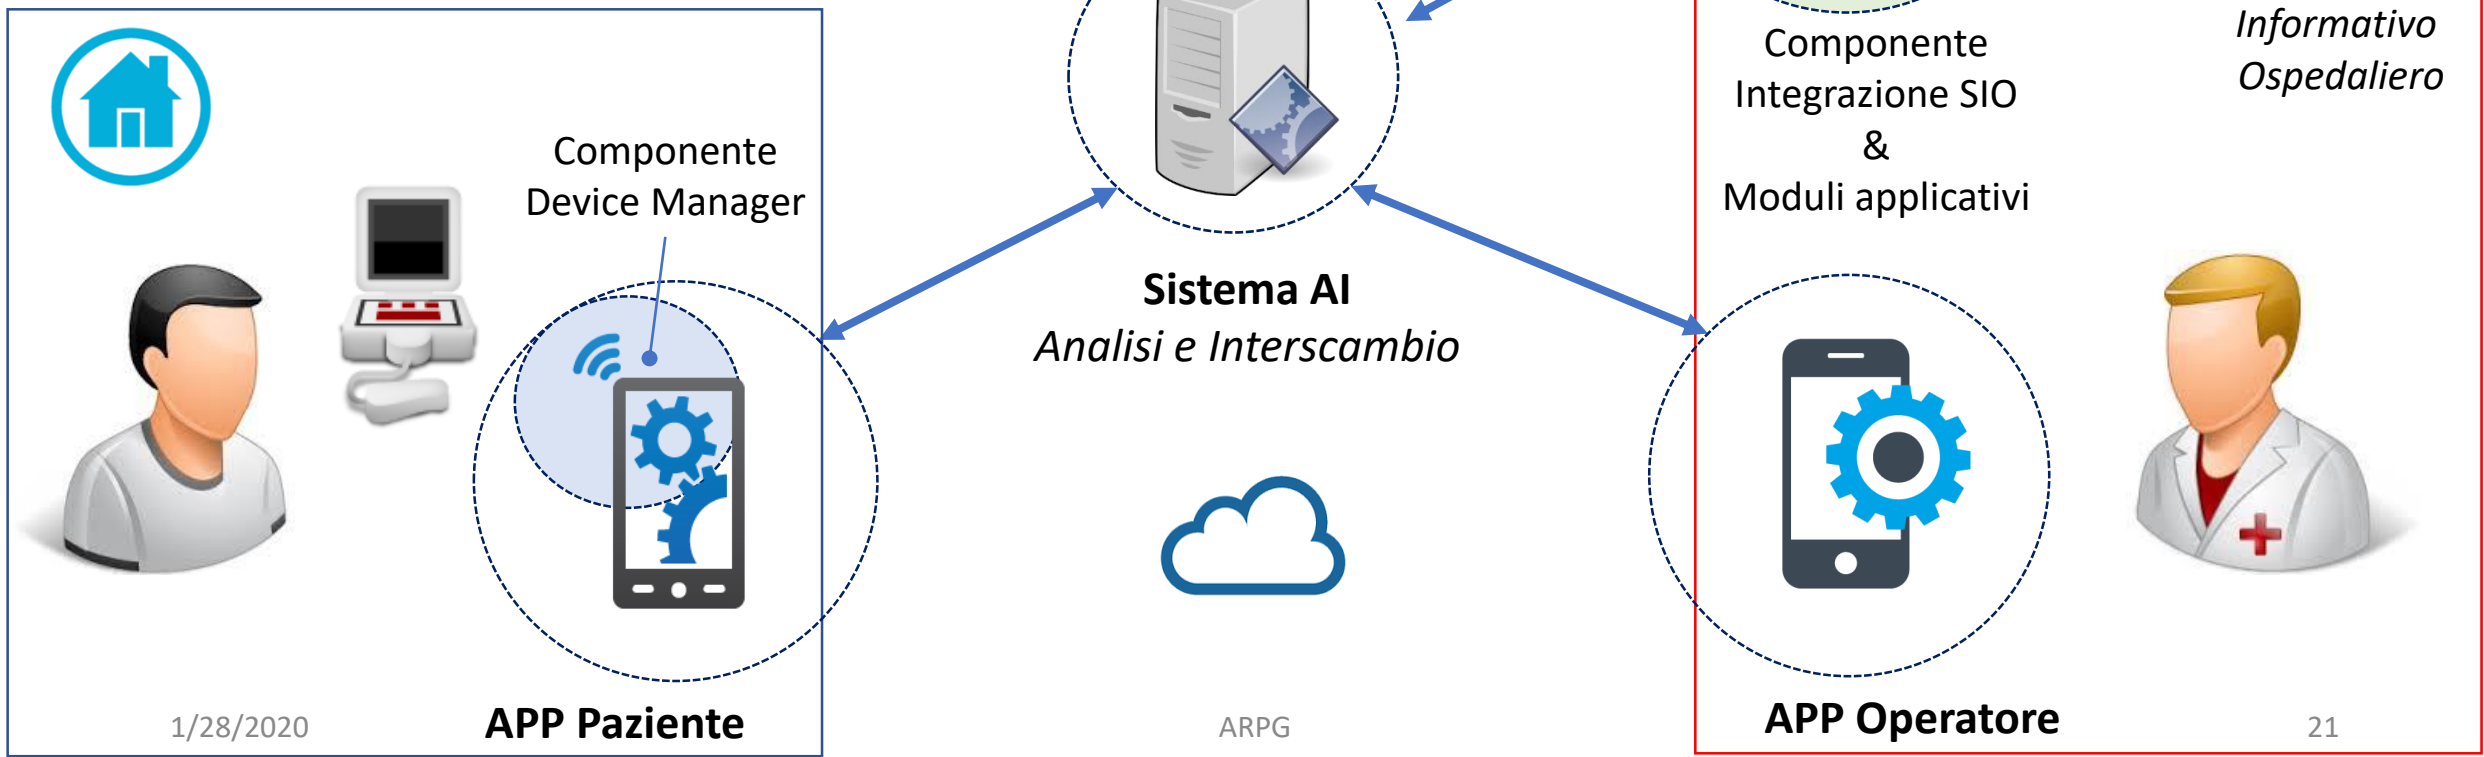 Componente
Device Manager
APP Paziente
1/28/2020
Sistema AI
Analisi e Interscambio
ARPG
Componente
Integrazione SIO
&
Moduli applicativi
Informativo
Ospedaliero
APP Operatore
21